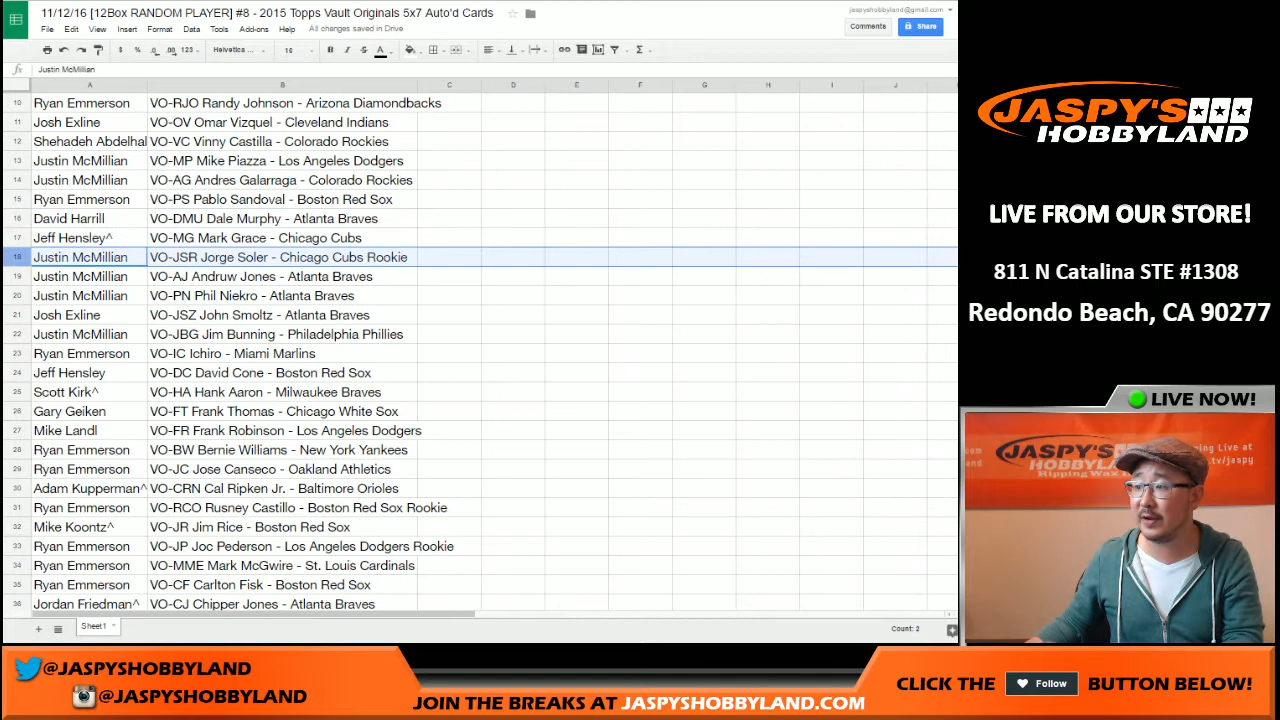 11/12/16 [12Box RANDOM PLAYER] #8 - 2015 Topps Vault Originals 5x7 Auto'd Cards
jaspyshobbyland@gmail.com
File Edit View Insert Format Data Tools Add-ons Help All changes saved in Drive
Comments
Share
$ % .0 .00 123 Helvetica ... 16 B I S A
fx Justin McMillian
A B C D E F G H I J
10 Ryan Emmerson VO-RJO Randy Johnson - Arizona Diamondbacks
11 Josh Exline VO-OV Omar Vizquel - Cleveland Indians
12 Shehadeh Abdelhal VO-VC Vinny Castilla - Colorado Rockies
13 Justin McMillian VO-MP Mike Piazza - Los Angeles Dodgers
14 Justin McMillian VO-AG Andres Galarraga - Colorado Rockies
15 Ryan Emmerson VO-PS Pablo Sandoval - Boston Red Sox
16 David Harrill VO-DMU Dale Murphy - Atlanta Braves
17 Jeff Hensley^ VO-MG Mark Grace - Chicago Cubs
18 Justin McMillian VO-JSR Jorge Soler - Chicago Cubs Rookie
19 Justin McMillian VO-AJ Andruw Jones - Atlanta Braves
20 Justin McMillian VO-PN Phil Niekro - Atlanta Braves
21 Josh Exline VO-JSZ John Smoltz - Atlanta Braves
22 Justin McMillian VO-JBG Jim Bunning - Philadelphia Phillies
23 Ryan Emmerson VO-IC Ichiro - Miami Marlins
24 Jeff Hensley VO-DC David Cone - Boston Red Sox
25 Scott Kirk^ VO-HA Hank Aaron - Milwaukee Braves
26 Gary Geiken VO-FT Frank Thomas - Chicago White Sox
27 Mike Landl VO-FR Frank Robinson - Los Angeles Dodgers
28 Ryan Emmerson VO-BW Bernie Williams - New York Yankees
29 Ryan Emmerson VO-JC Jose Canseco - Oakland Athletics
30 Adam Kupperman^ VO-CRN Cal Ripken Jr. - Baltimore Orioles
31 Ryan Emmerson VO-RCO Rusney Castillo - Boston Red Sox Rookie
32 Mike Koontz^ VO-JR Jim Rice - Boston Red Sox
33 Ryan Emmerson VO-JP Joc Pederson - Los Angeles Dodgers Rookie
34 Ryan Emmerson VO-MME Mark McGwire - St. Louis Cardinals
35 Ryan Emmerson VO-CF Carlton Fisk - Boston Red Sox
36 Jordan Friedman^ VO-CJ Chipper Jones - Atlanta Braves
Sheet1
Count: 2
JASPY'S
HOBBYLAND
LIVE FROM OUR STORE!
811 N Catalina STE #1308
Redondo Beach, CA 90277
LIVE NOW!
JASPY'S
HOBBYLAND
Ripping Wax
tv/jaspy
@JASPYSHOBBYLAND
@JASPYSHOBBYLAND
JOIN THE BREAKS AT JASPYSHOBBYLAND.COM
CLICK THE Follow BUTTON BELOW!